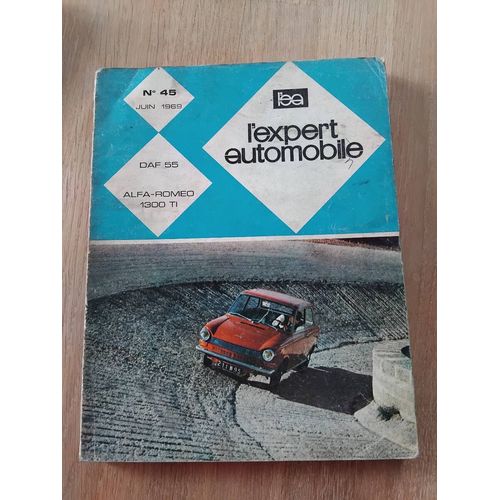 N° 45
JUIN 1969
l'ea
l'expert
automobile
DAF 55
ALFA-ROMEO
1300 TI